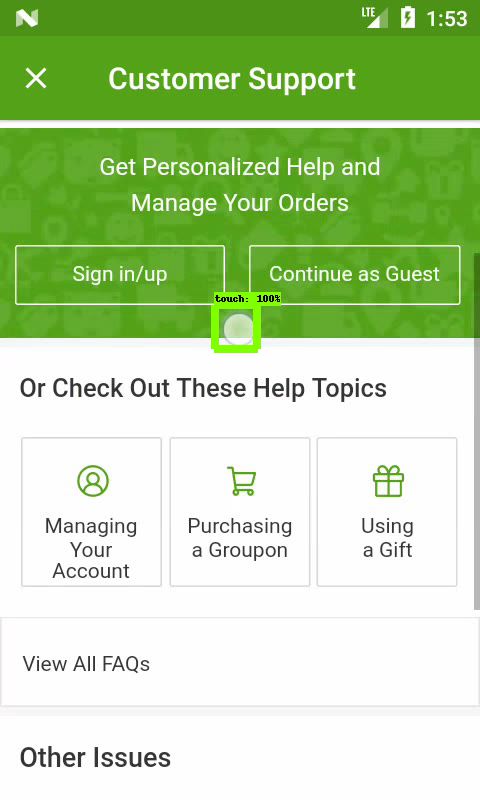 LTE 1:53
Customer Support
Get Personalized Help and
Manage Your Orders
Sign in/up
Continue as Guest
touch: 100%
Or Check Out These Help Topics
Managing
Your
Account
Purchasing
a Groupon
Using
a Gift
View All FAQs
Other Issues